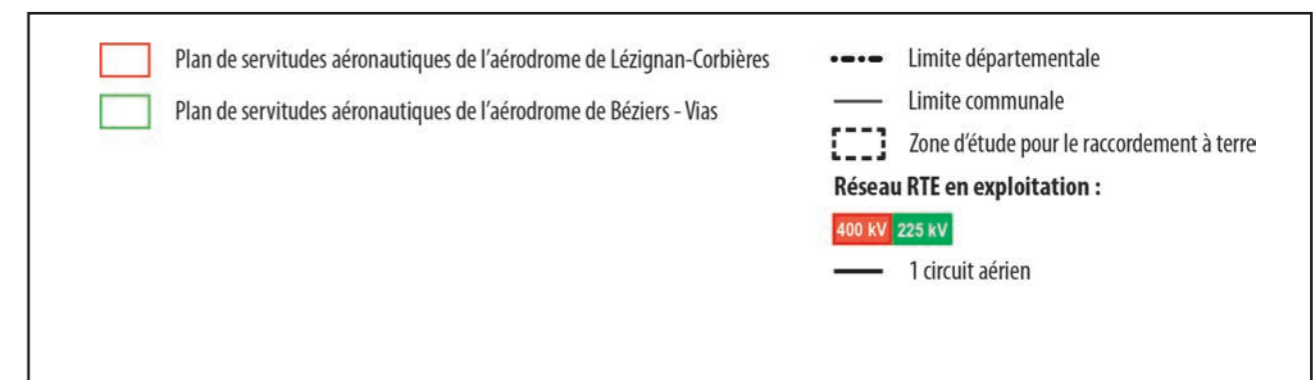 Plan de servitudes aéronautiques de l'aérodrome de Lézignan-Corbières
Plan de servitudes aéronautiques de l'aérodrome de Béziers - Vias
Limite départementale
Limite communale
Zone d'étude pour le raccordement à terre
Réseau RTE en exploitation :
400 kV 225 kV
1 circuit aérien